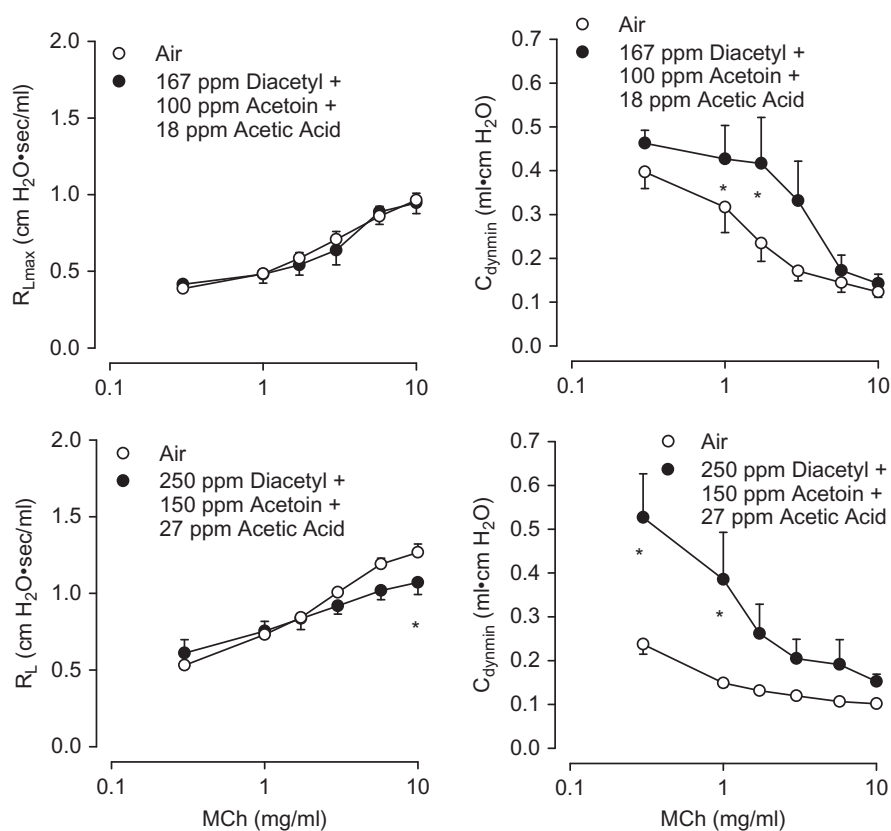 Air
167 ppm Diacetyl +
100 ppm Acetoin +
18 ppm Acetic Acid
R_Lmax (cm H₂O•sec/ml)
2.0
1.5
1.0
0.5
0.0
0.1 1 10
Air
167 ppm Diacetyl +
100 ppm Acetoin +
18 ppm Acetic Acid
C_dynmin (ml•cm H₂O)
0.7
0.6
0.5
0.4
0.3
0.2
0.1
0.0
* *
0.1 1 10
Air
250 ppm Diacetyl +
150 ppm Acetoin +
27 ppm Acetic Acid
R_L (cm H₂O•sec/ml)
2.0
1.5
1.0
0.5
0.0
*
0.1 1 10
MCh (mg/ml)
Air
250 ppm Diacetyl +
150 ppm Acetoin +
27 ppm Acetic Acid
C_dynmin (ml•cm H₂O)
0.7
0.6
0.5
0.4
0.3
0.2
0.1
0.0
*
*
0.1 1 10
MCh (mg/ml)